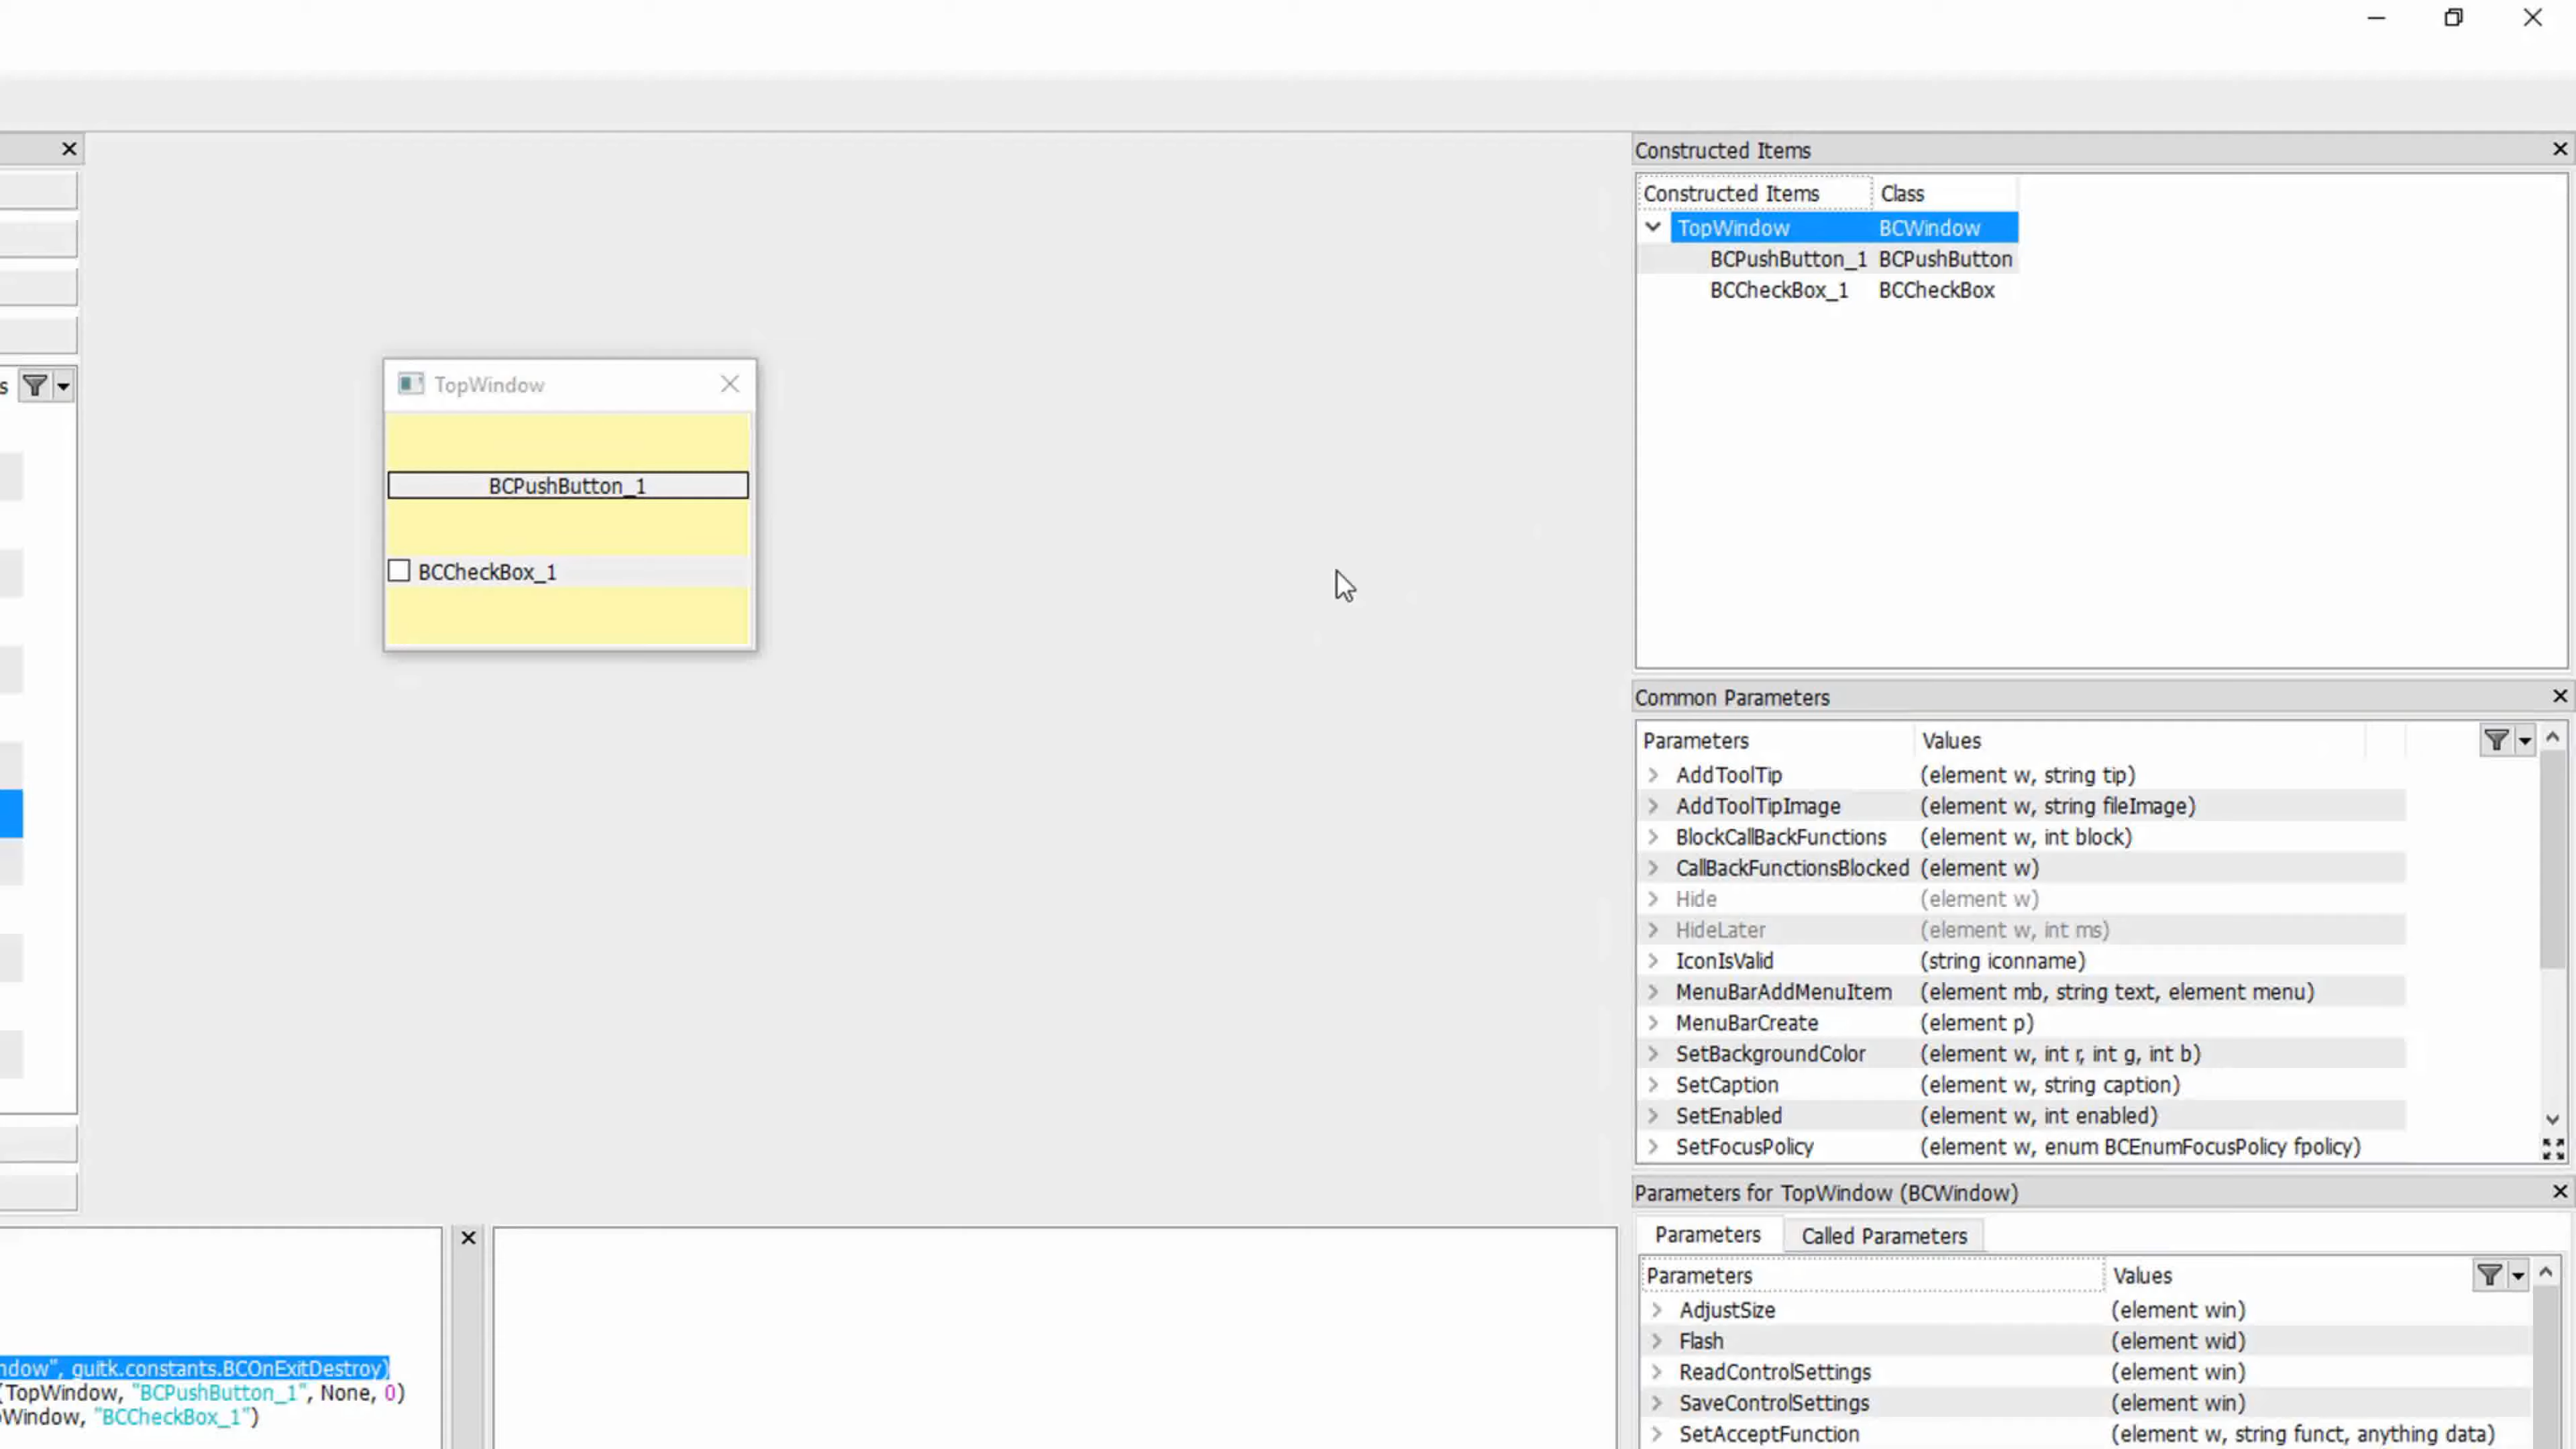 Constructed Items
Constructed Items Class
TopWindow BCWindow
BCPushButton_1 BCPushButton
BCCheckBox_1 BCCheckBox
s
TopWindow
BCPushButton_1
BCCheckBox_1
Common Parameters
Parameters Values
AddToolTip (element w, string tip)
AddToolTipImage (element w, string fileImage)
BlockCallBackFunctions (element w, int block)
CallBackFunctionsBlocked (element w)
Hide (element w)
HideLater (element w, int ms)
IconIsValid (string iconname)
MenuBarAddMenuItem (element mb, string text, element menu)
MenuBarCreate (element p)
SetBackgroundColor (element w, int r, int g, int b)
SetCaption (element w, string caption)
SetEnabled (element w, int enabled)
SetFocusPolicy (element w, enum BCEnumFocusPolicy fpolicy)
Parameters for TopWindow (BCWindow)
Parameters Called Parameters
Parameters Values
AdjustSize (element win)
Flash (element wid)
ReadControlSettings (element win)
SaveControlSettings (element win)
SetAcceptFunction (element w, string funct, anything data)
ndow", guitk.constants.BCOnExitDestroy)
(TopWindow, "BCPushButton_1", None, 0)
pWindow, "BCCheckBox_1")